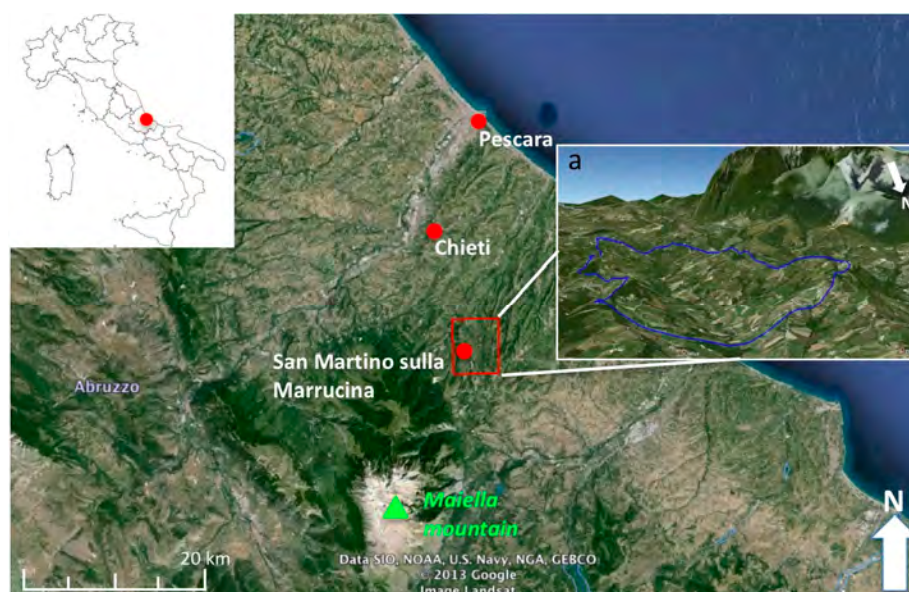 Pescara
a
N
Chieti
San Martino sulla
Marrucina
Abruzzo
Maiella
mountain
N
20 km
Data SIO, NOAA, U.S. Navy, NGA, GEBCO
© 2013 Google
Image Landsat